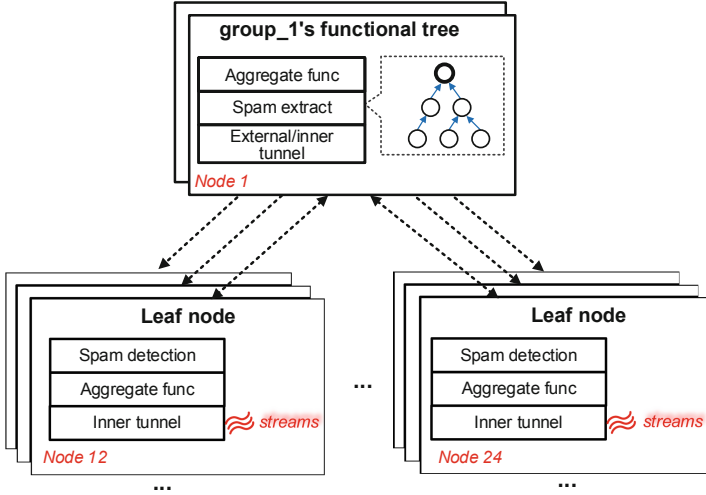 group_1's functional tree
Aggregate func
Spam extract
External/inner
tunnel
Node 1
Leaf node
Spam detection
Aggregate func
Inner tunnel
streams
Node 12
...
...
Leaf node
Spam detection
Aggregate func
Inner tunnel
streams
Node 24
...